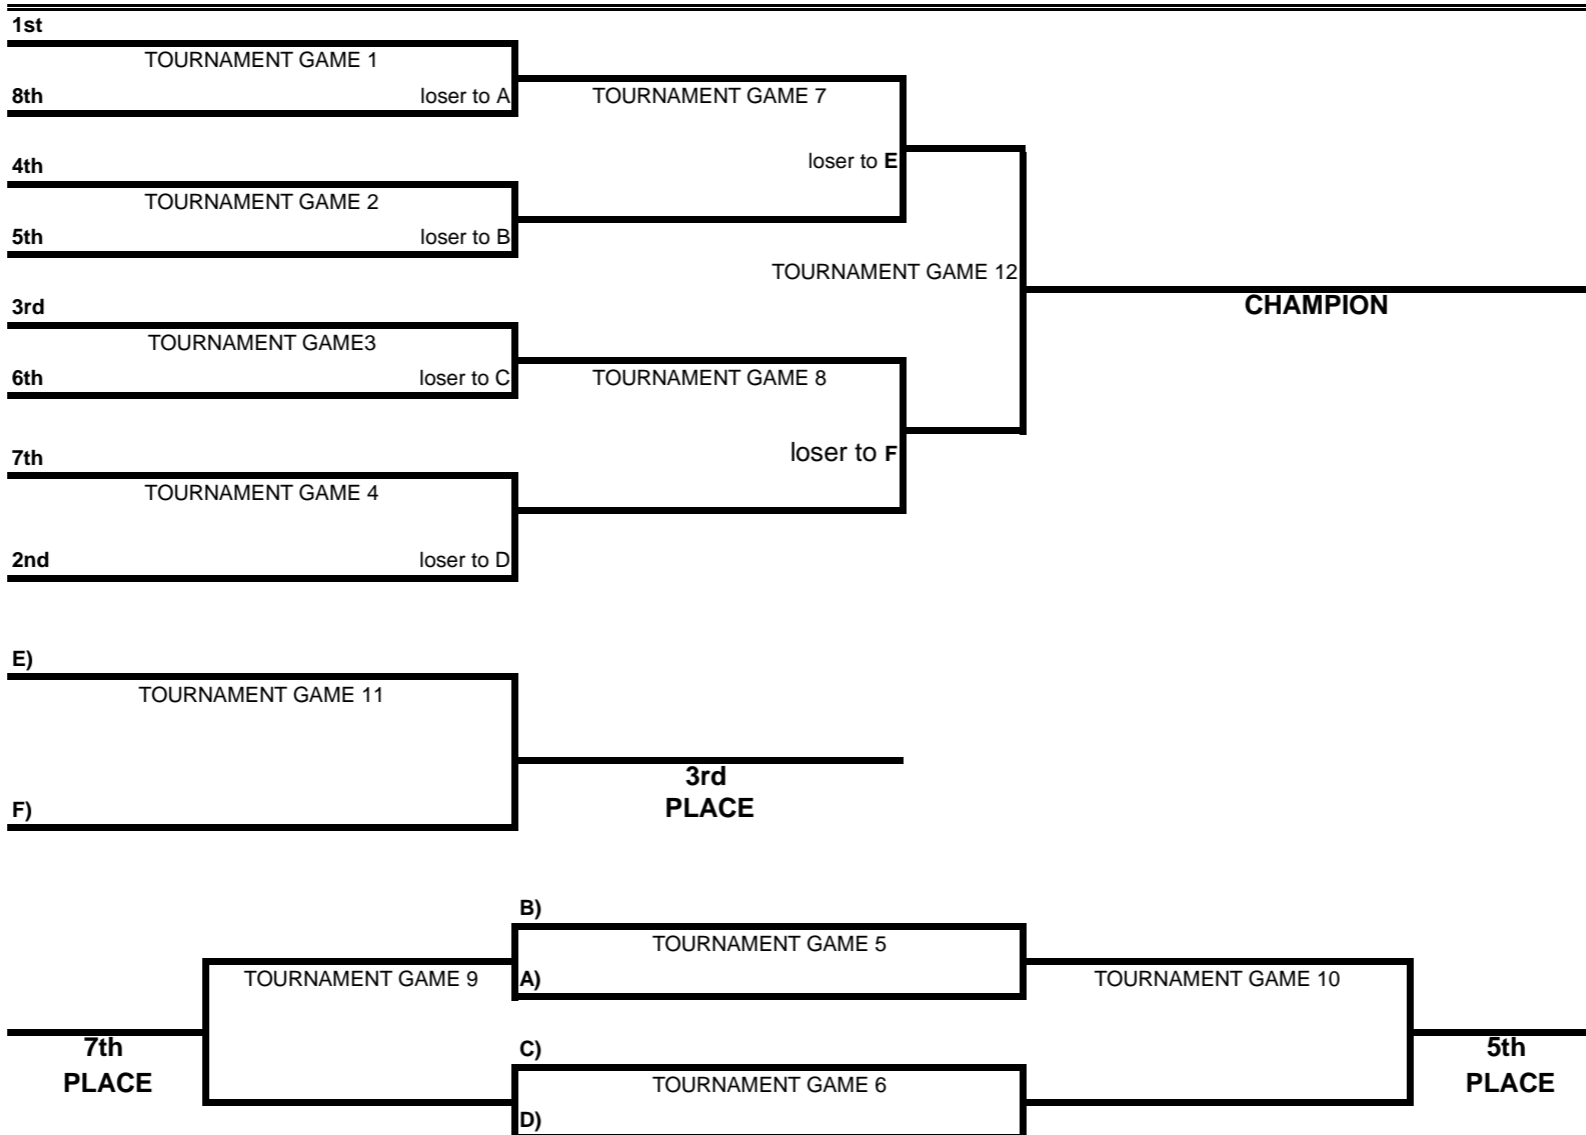 1st
TOURNAMENT GAME 1
8th loser to A
TOURNAMENT GAME 7
4th
loser to E
TOURNAMENT GAME 2
5th loser to B
TOURNAMENT GAME 12
CHAMPION
3rd
TOURNAMENT GAME3
6th loser to C
TOURNAMENT GAME 8
7th
loser to F
TOURNAMENT GAME 4
2nd loser to D
E)
TOURNAMENT GAME 11
3rd
PLACE
F)
B)
TOURNAMENT GAME 5
TOURNAMENT GAME 9
A)
TOURNAMENT GAME 10
7th
PLACE
C)
TOURNAMENT GAME 6
D)
5th
PLACE